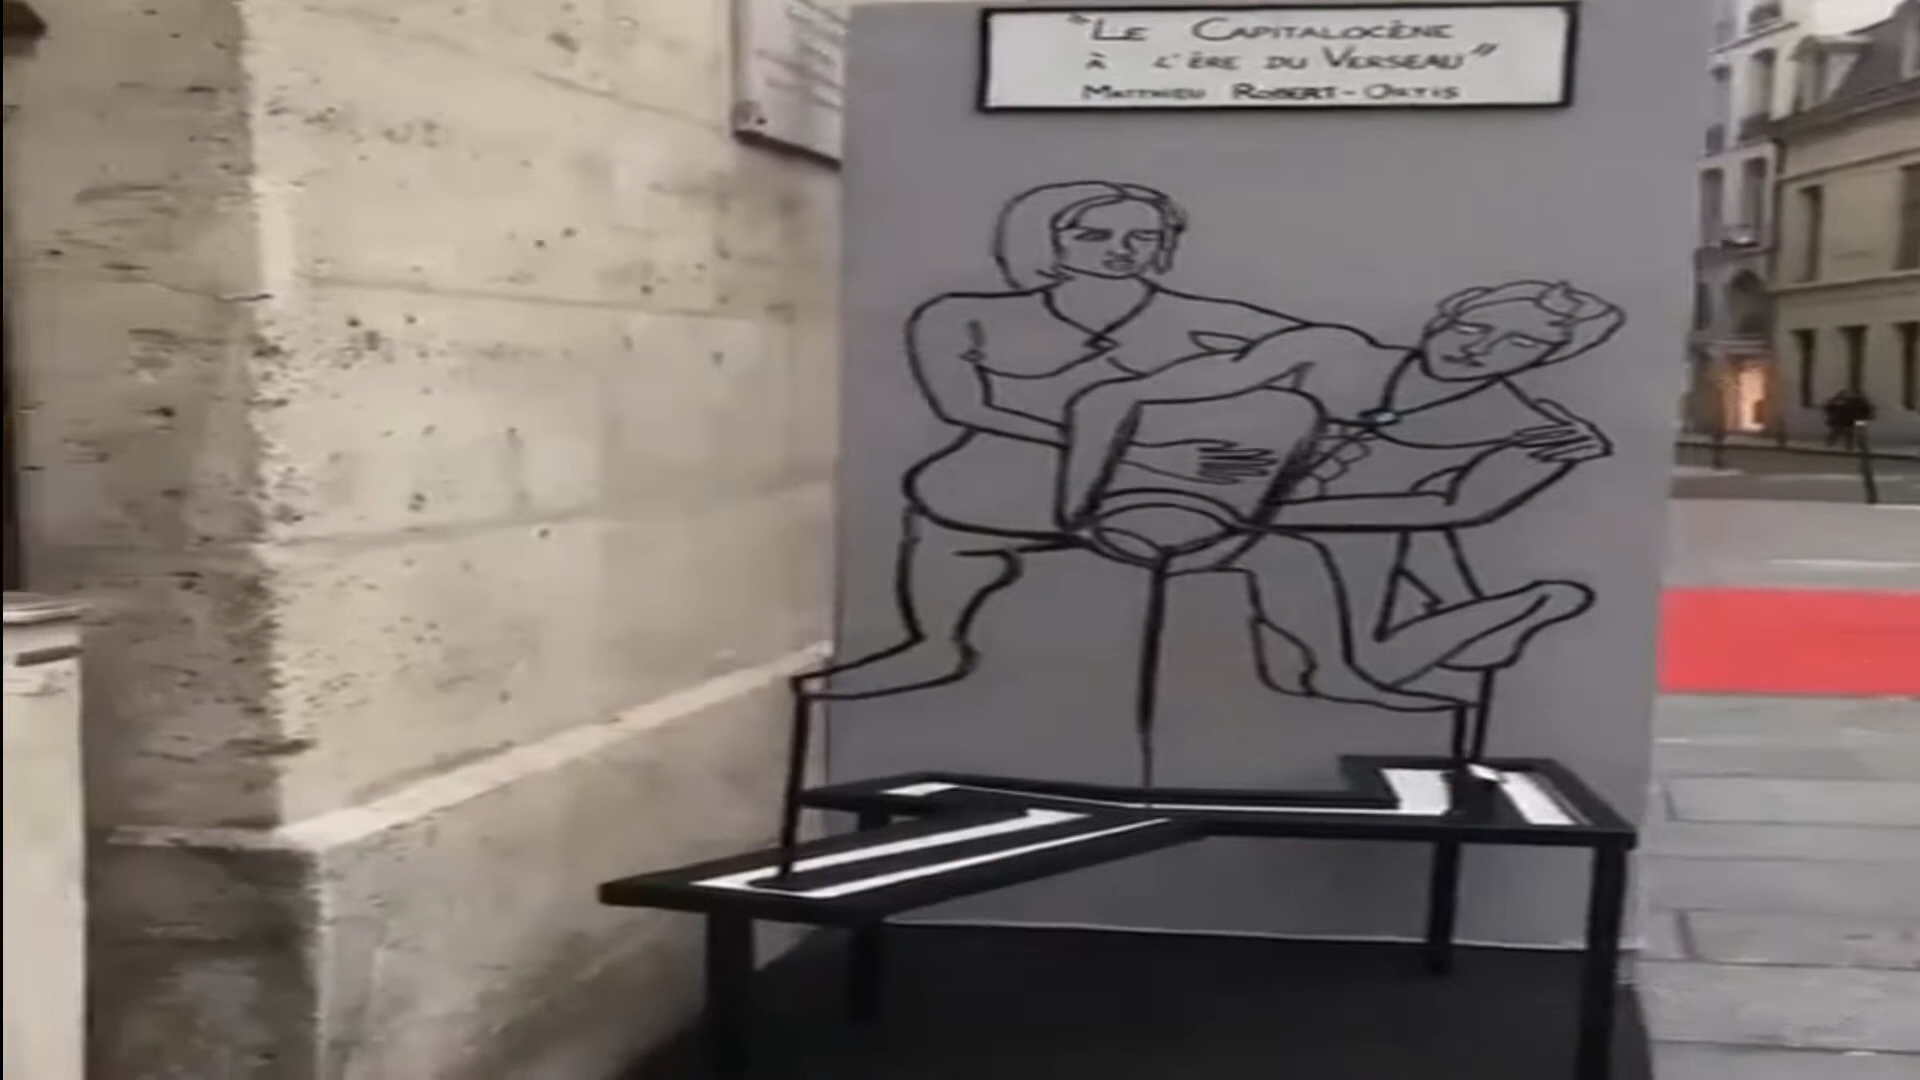 "LE CAPITALOCÈNE
À L'ÈRE DU VERSEAU"
MATTHIEU ROBERT-ORTIS